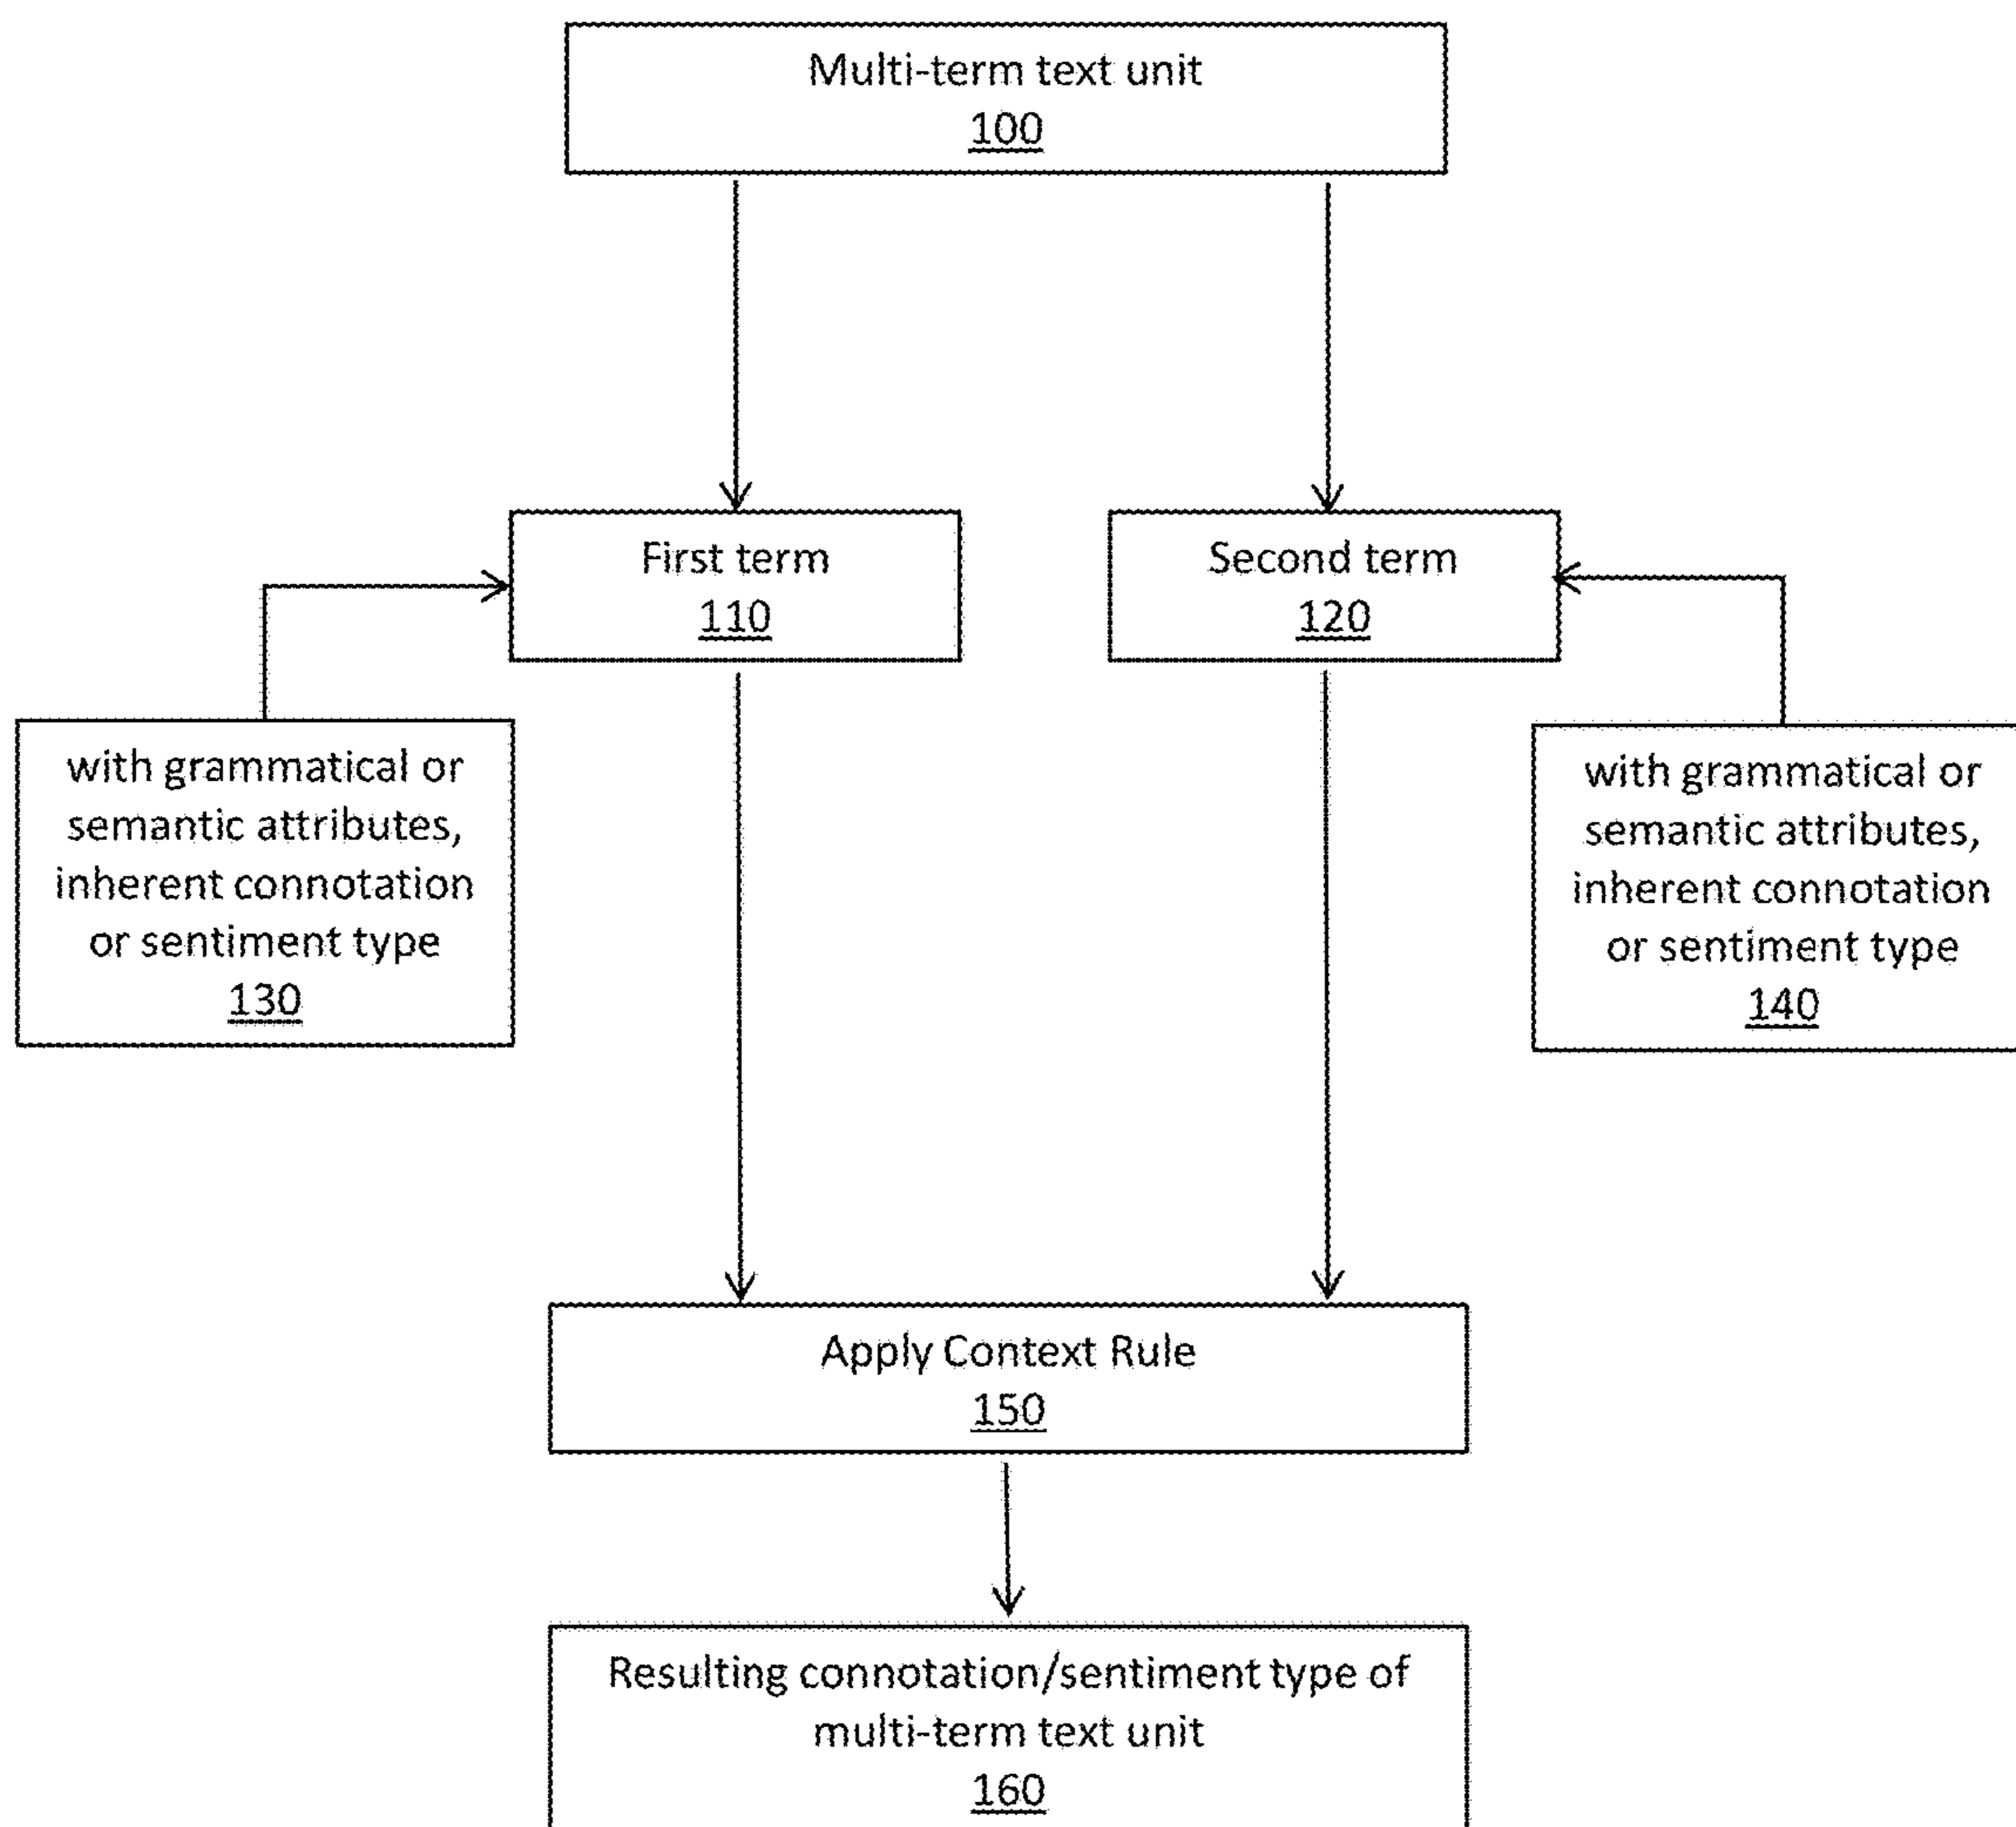 Multi-term text unit
100
First term
110
Second term
120
with grammatical or
semantic attributes,
inherent connotation
or sentiment type
130
with grammatical or
semantic attributes,
inherent connotation
or sentiment type
140
Apply Context Rule
150
Resulting connotation/sentiment type of
multi-term text unit
160